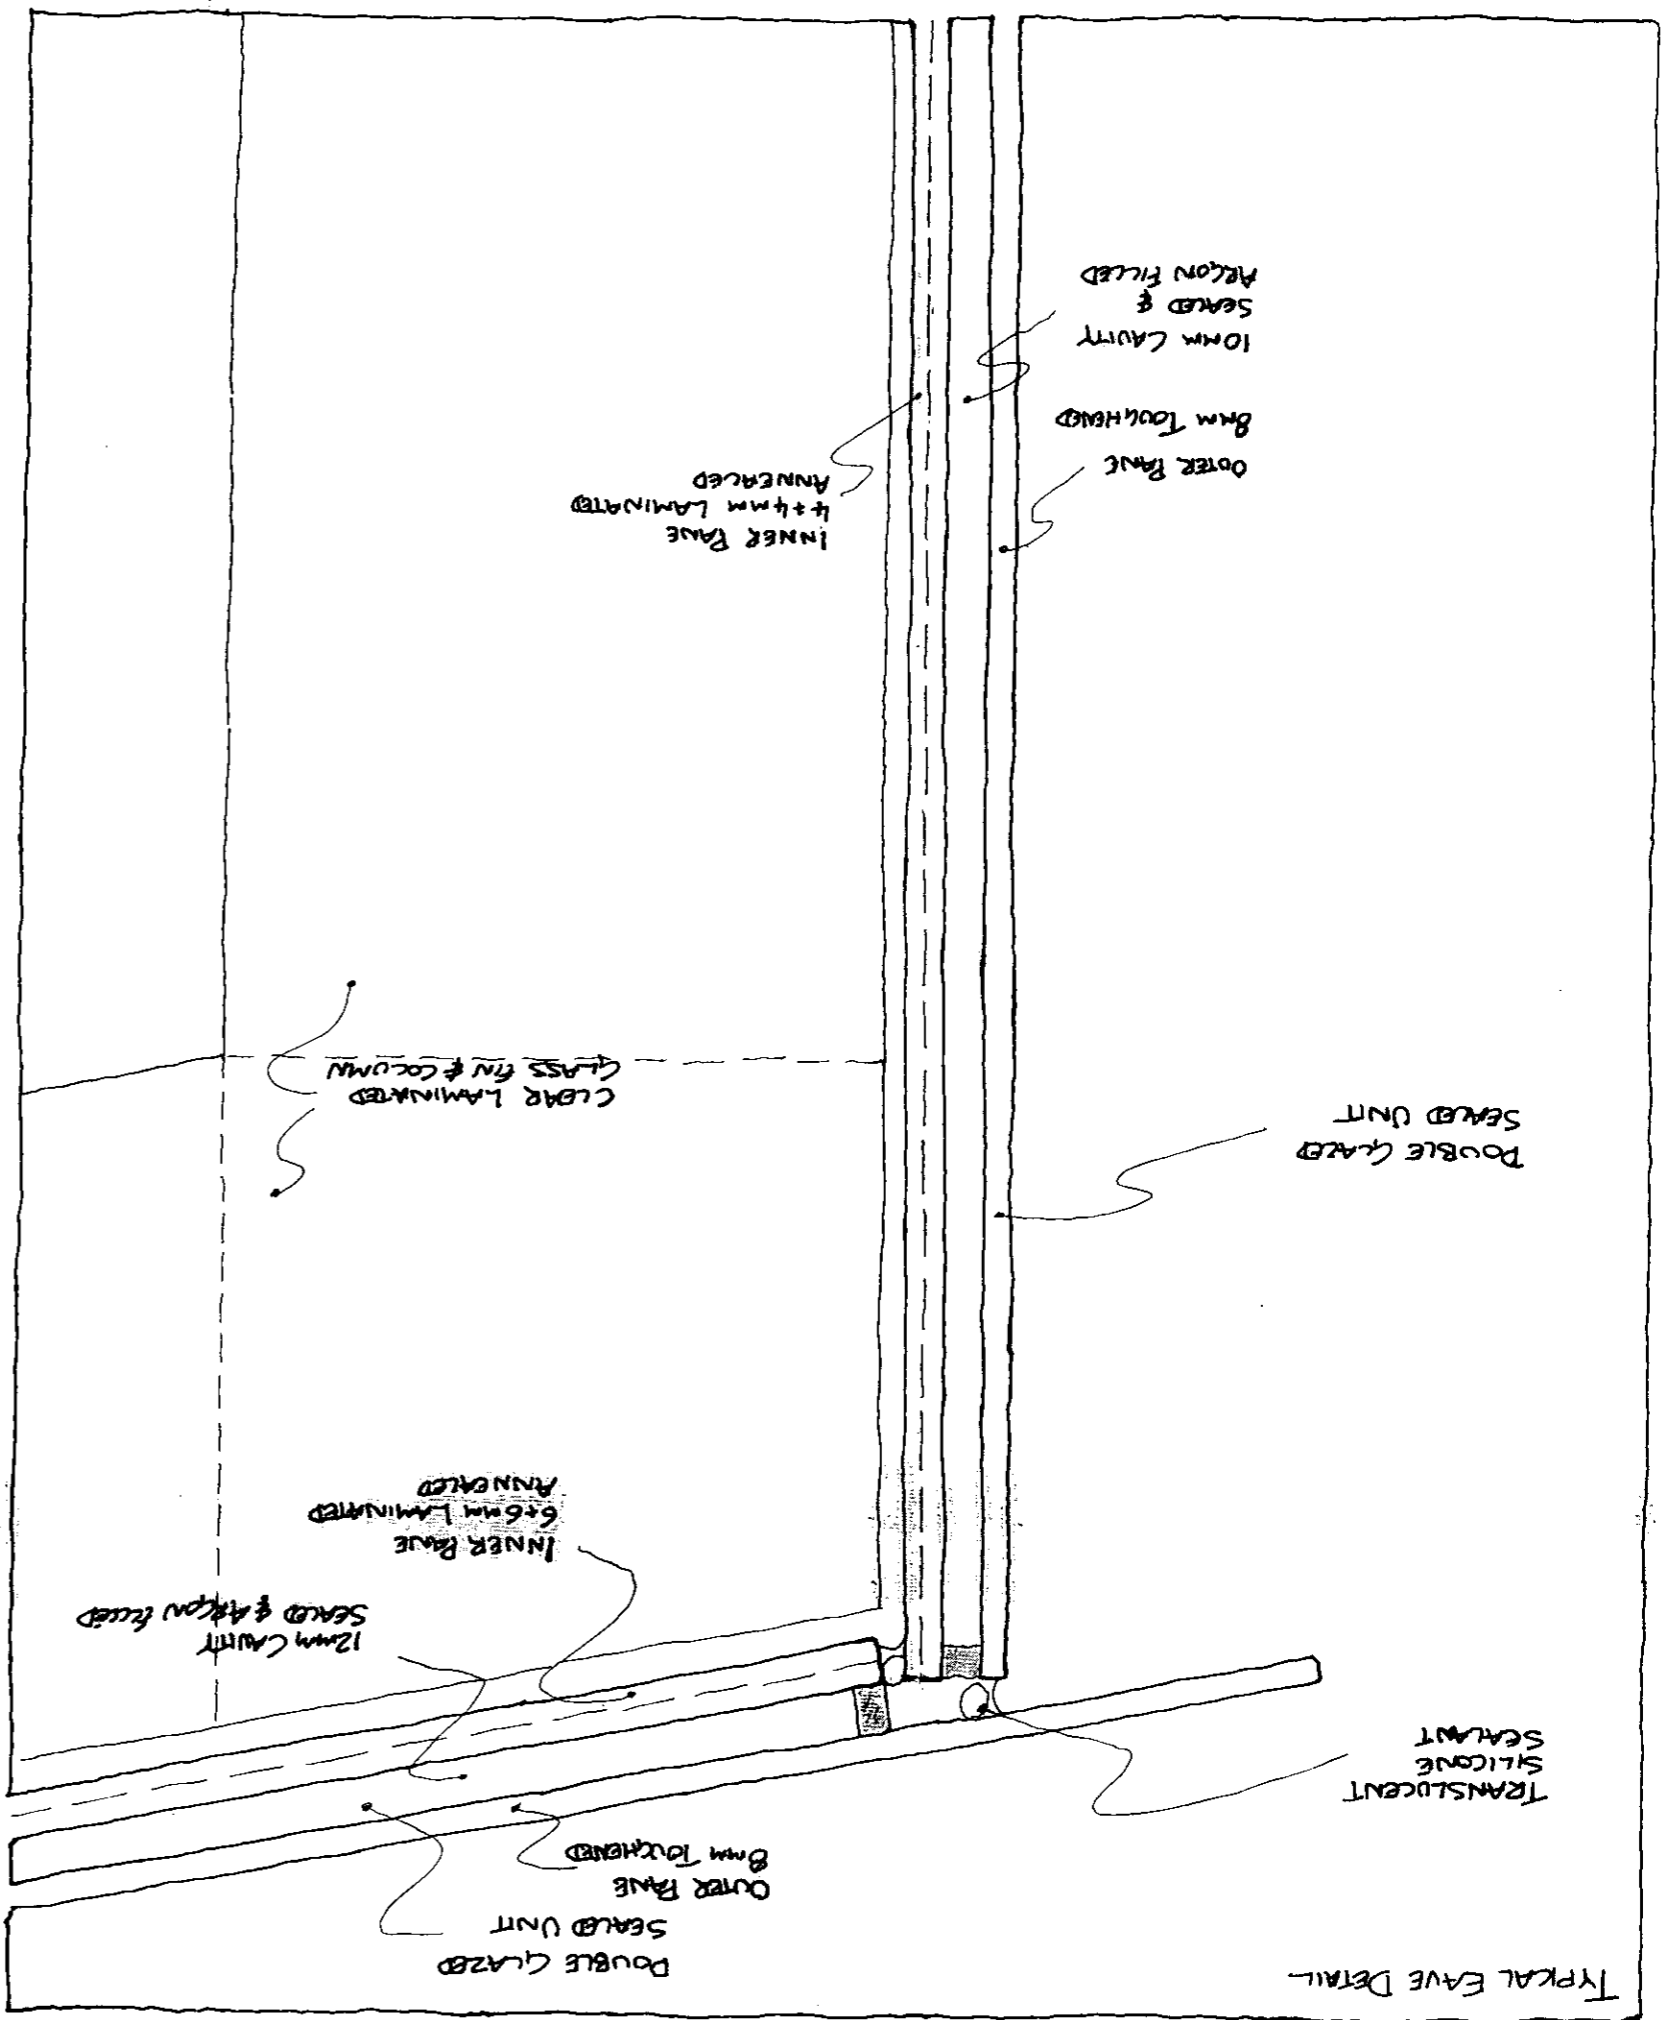 TYPICAL EAVE DETAIL
DOUBLE GLAZED
SEALED UNIT
OUTER PANE
8mm TOUGHENED
TRANSLUCENT
SILICONE
SEALANT
12mm CAVITY
SEALED & ARGON FILLED
INNER PANE
6+6mm LAMINATED
ANNEALED
DOUBLE GLAZED
SEALED UNIT
CLEAR LAMINATED
GLASS FIN & COLUMN
INNER PANE
4+4mm LAMINATED
ANNEALED
OUTER PANE
8mm TOUGHENED
10mm CAVITY
SEALED &
ARGON FILLED